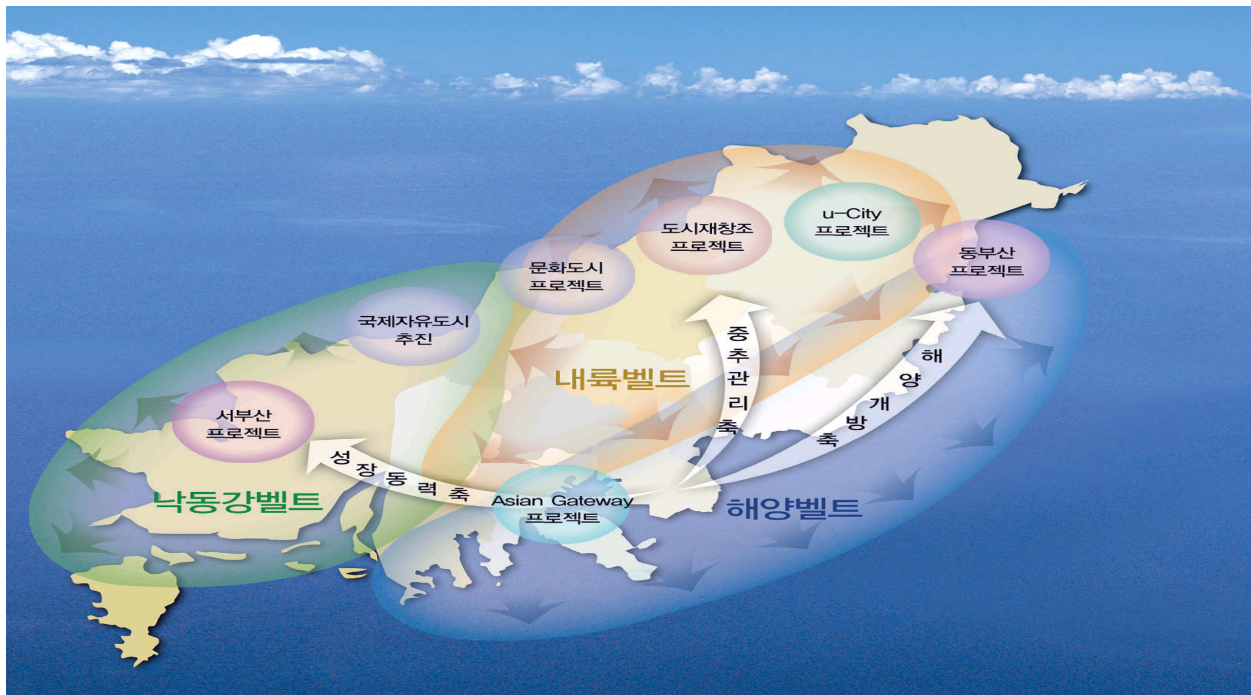 u-City
프로젝트
도시재창조
프로젝트
동부산
프로젝트
문화도시
프로젝트
국제자유도시
추진
중추관리축
해양개방축
내륙벨트
서부산
프로젝트
성장동력축
낙동강벨트
Asian Gateway
프로젝트
해양벨트